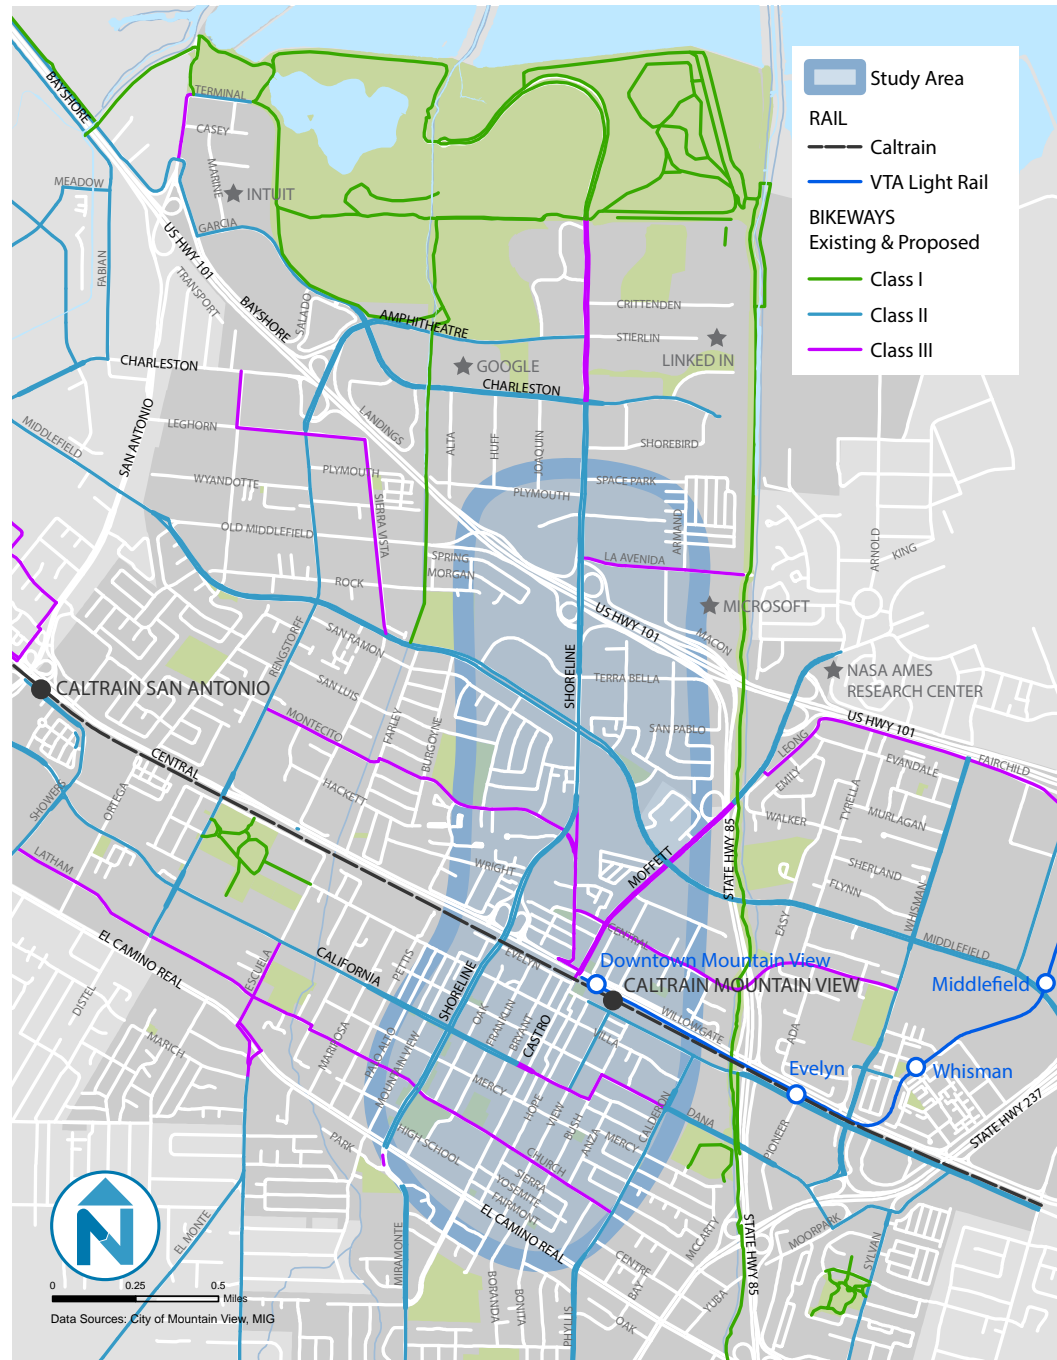 Study Area
RAIL
Caltrain
VTA Light Rail
BIKEWAYS
Existing & Proposed
Class I
Class II
Class III
BAYSHORE
TERMINAL
CASEY
MARINE
INTUIT
MEADOW
GARCIA
US HWY 101
FABIAN
TRANSPORT
BAYSHORE
SALADO
AMPHITHEATRE
CRITTENDEN
STIERLIN
LINKED IN
CHARLESTON
GOOGLE
CHARLESTON
SAN ANTONIO
LEGHORN
LANDINGS
ALTA
HUFF
JOAQUIN
SHOREBIRD
MIDDLEFIELD
WYANDOTTE
PLYMOUTH
SIERRA VISTA
PLYMOUTH
SPACE PARK
ARMAND
OLD MIDDLEFIELD
SPRING
MORGAN
LA AVENIDA
ARNOLD
KING
ROCK
US HWY 101
MICROSOFT
MACON
RENGSTORFF
SAN RAMON
SHORELINE
TERRA BELLA
NASA AMES
RESEARCH CENTER
CALTRAIN SAN ANTONIO
SAN LUIS
MONTECITO
FARLEY
BURGOYNE
SAN PABLO
US HWY 101
LEONG
FAIRCHILD
CENTRAL
HACKETT
EMILY
EVANDALE
TYRELLA
MURLAGAN
SHOWERS
ORTEGA
WALKER
LATHAM
WRIGHT
MOFFETT
STATE HWY 85
SHERLAND
FLYNN
WHISMAN
EASY
MIDDLEFIELD
EL CAMINO REAL
ESCUELA
CALIFORNIA
PETTIS
SHORELINE
EVELYN
CENTRAL
Downtown Mountain View
CALTRAIN MOUNTAIN VIEW
Middlefield
DISTEL
MARICH
MARIPOSA
PALO ALTO
MOUNTAIN VIEW
OAK
FRANKLIN
BRYANT
CASTRO
VILLA
WILLOWGATE
ADA
Evelyn
Whisman
MERCY
HOPE
VIEW
BUSH
ANZA
MERCY
CALDERON
DANA
PIONEER
STATE HWY 237
PARK
HIGH SCHOOL
CHURCH
SIERRA
YOSEMITE
FAIRMONT
EL CAMINO REAL
N
EL MONTE
MIRAMONTE
BORANDA
BONITA
PHYLLIS
CENTRE
BAY
OAK
MCCARTY
YUBA
STATE HWY 85
MOORPARK
SYLVAN
0 0.25 0.5
Miles
Data Sources: City of Mountain View, MIG